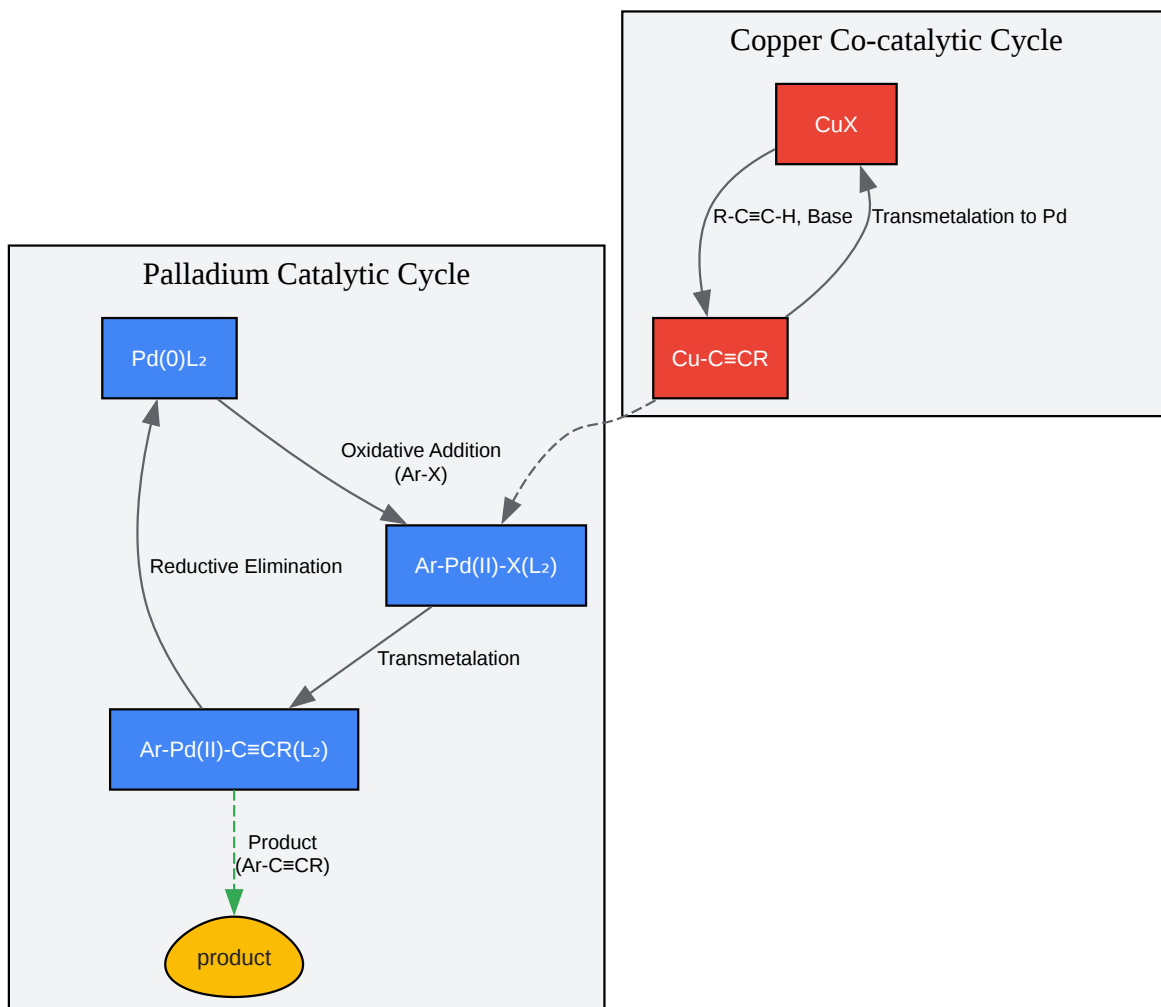 Copper Co-catalytic Cycle
CuX
R-C≡C-H, Base
Transmetalation to Pd
Cu-C≡CR
Palladium Catalytic Cycle
Pd(0)L₂
Oxidative Addition
(Ar-X)
Ar-Pd(II)-X(L₂)
Reductive Elimination
Transmetalation
Ar-Pd(II)-C≡CR(L₂)
Product
(Ar-C≡CR)
product